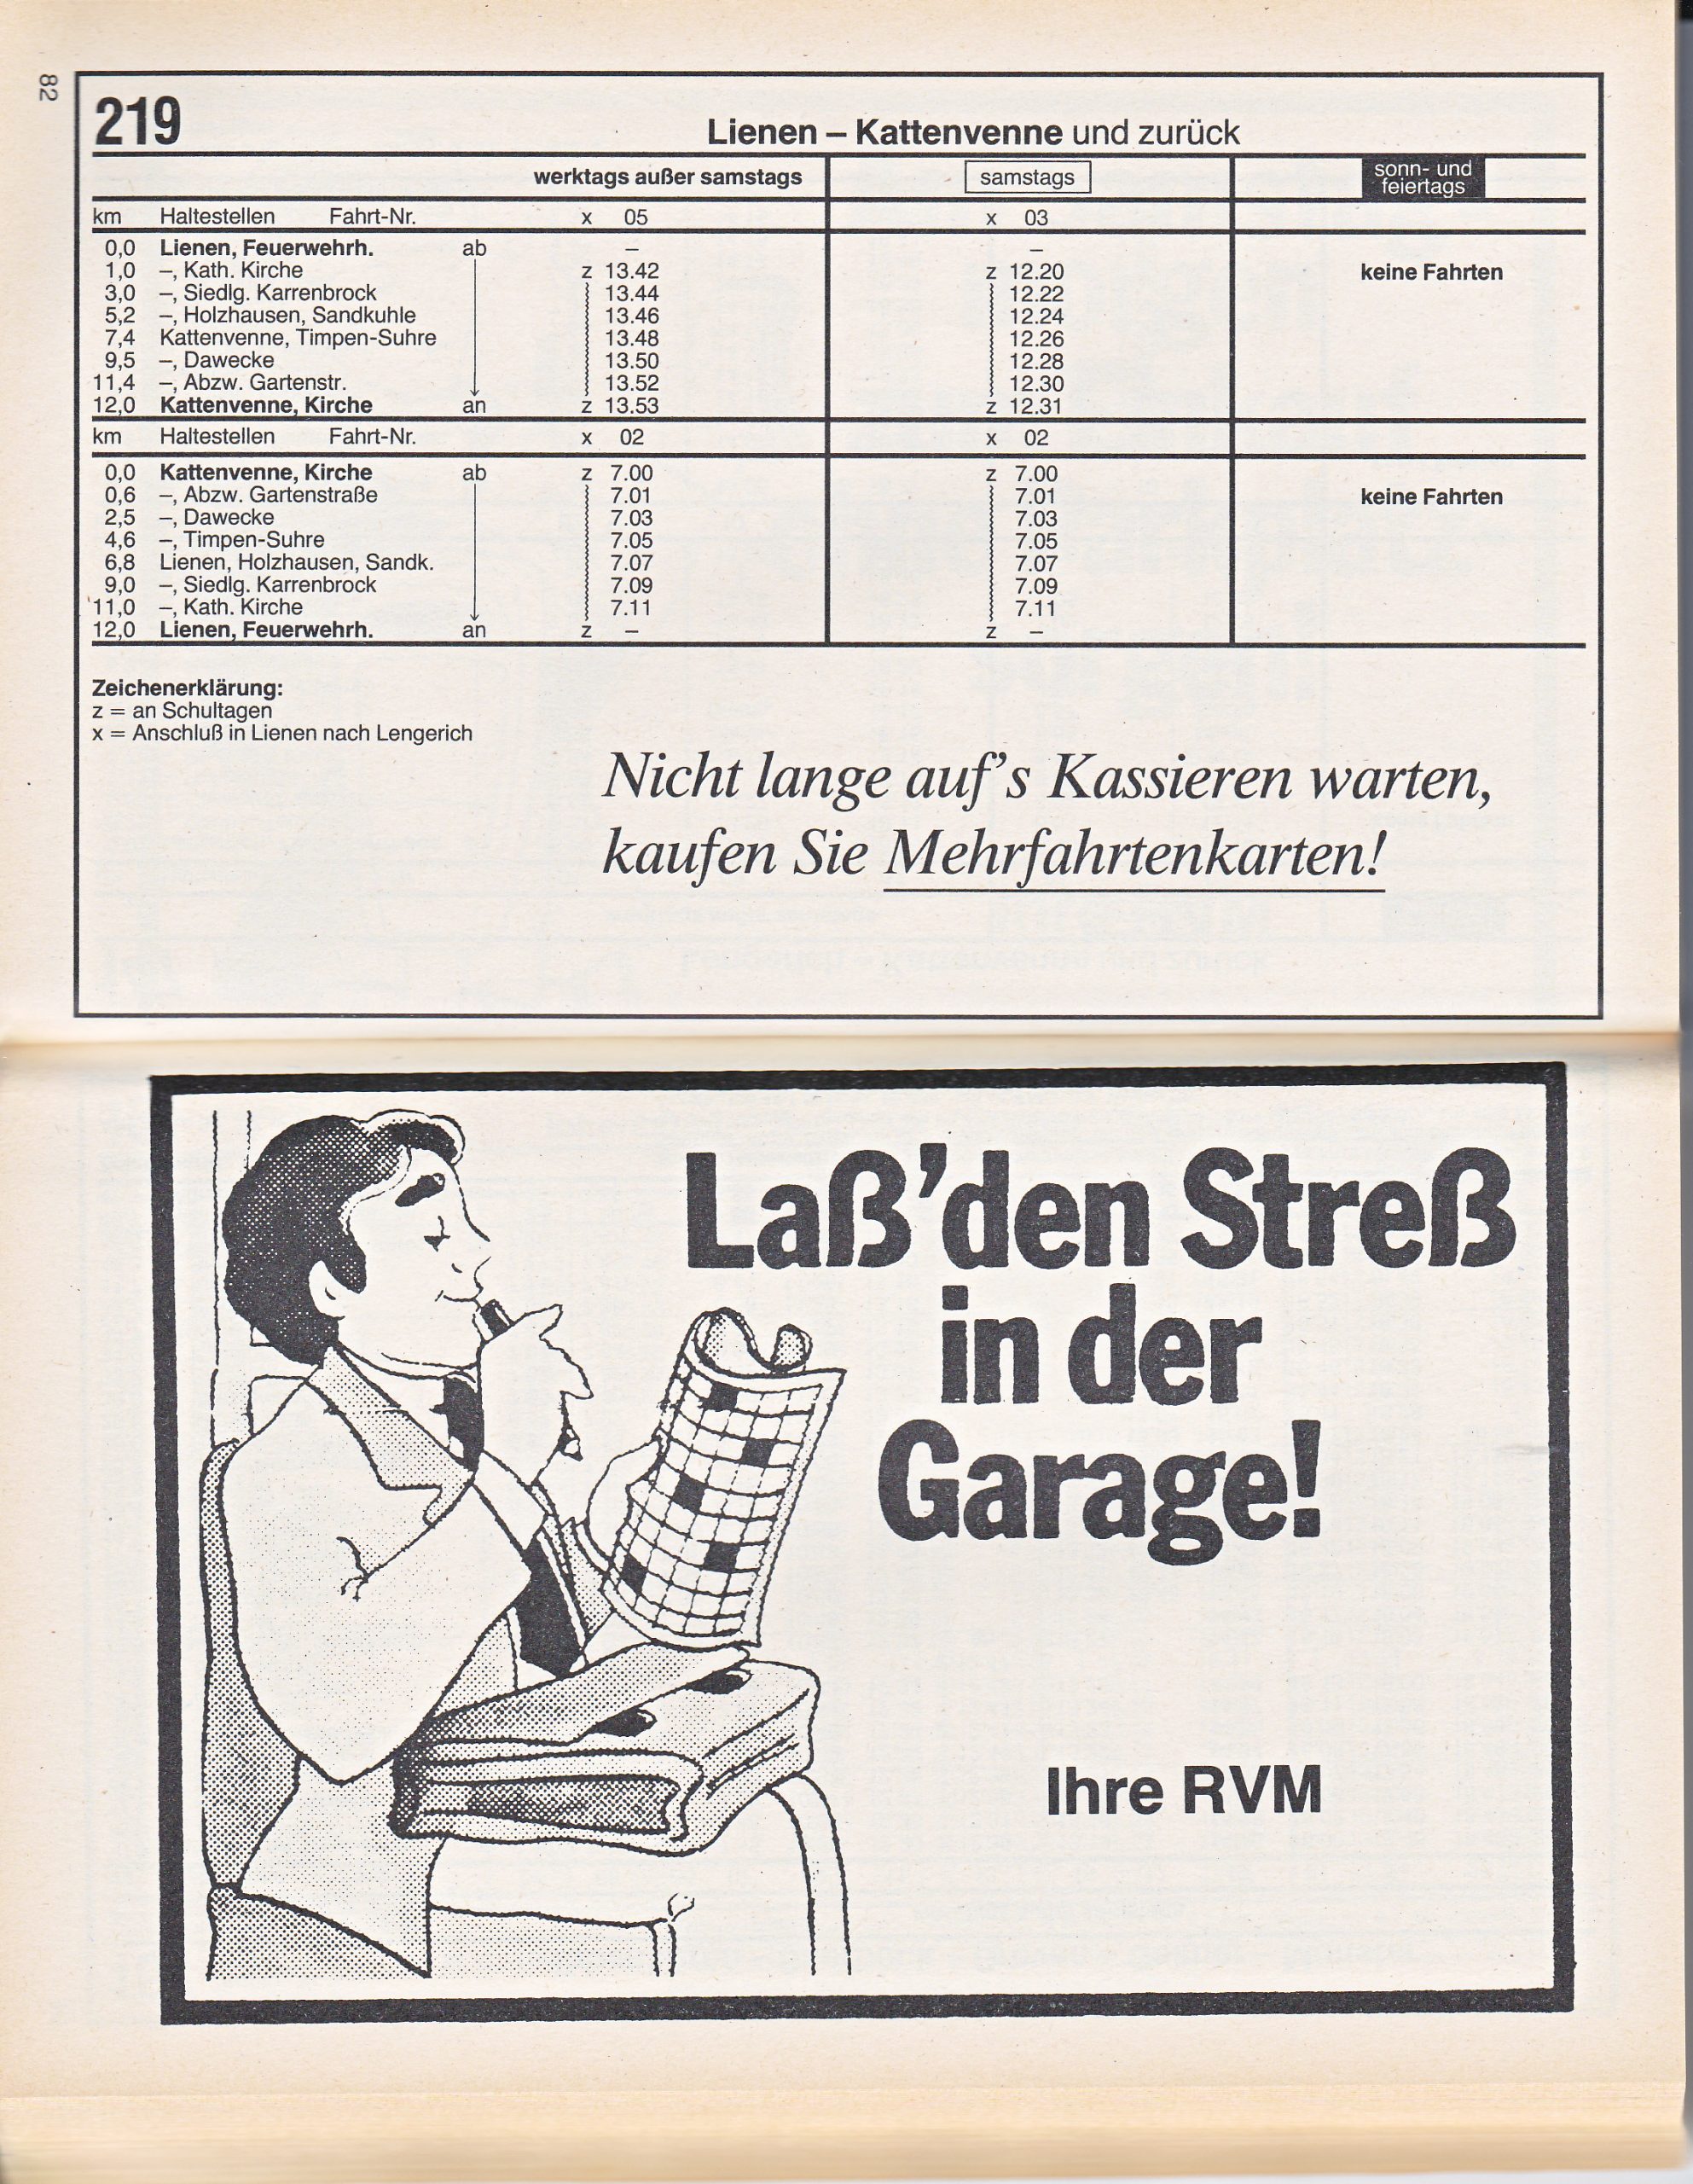 82
219
Lienen – Kattenvenne und zurück
werktags außer samstags samstags sonn- und feiertags
km Haltestellen Fahrt-Nr. x 05 x 03
0,0 Lienen, Feuerwehrh. ab – –
1,0 –, Kath. Kirche z 13.42 z 12.20 keine Fahrten
3,0 –, Siedlg. Karrenbrock 13.44 12.22
5,2 –, Holzhausen, Sandkuhle 13.46 12.24
7,4 Kattenvenne, Timpen-Suhre 13.48 12.26
9,5 –, Dawecke 13.50 12.28
11,4 –, Abzw. Gartenstr. 13.52 12.30
12,0 Kattenvenne, Kirche an z 13.53 z 12.31
km Haltestellen Fahrt-Nr. x 02 x 02
0,0 Kattenvenne, Kirche ab z 7.00 z 7.00
0,6 –, Abzw. Gartenstraße 7.01 7.01 keine Fahrten
2,5 –, Dawecke 7.03 7.03
4,6 –, Timpen-Suhre 7.05 7.05
6,8 Lienen, Holzhausen, Sandk. 7.07 7.07
9,0 –, Siedlg. Karrenbrock 7.09 7.09
11,0 –, Kath. Kirche 7.11 7.11
12,0 Lienen, Feuerwehrh. an z – z –
Zeichenerklärung:
z = an Schultagen
x = Anschluß in Lienen nach Lengerich
Nicht lange auf's Kassieren warten,
kaufen Sie Mehrfahrtenkarten!
Laß'den Streß
in der
Garage!
Ihre RVM